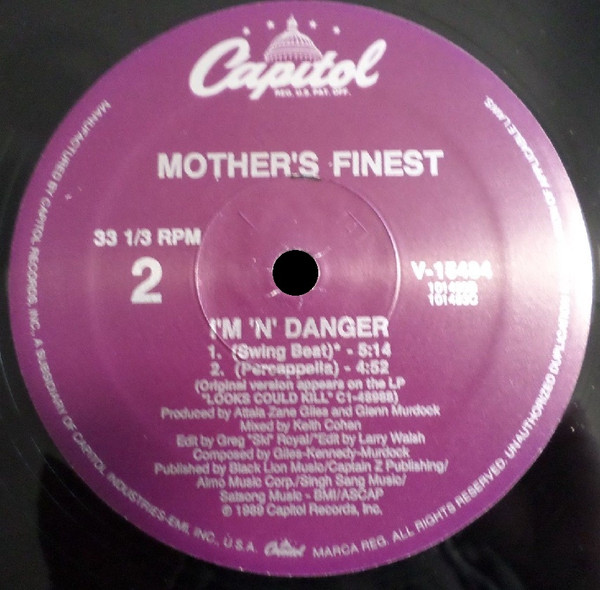 Capitol
REG. U.S. PAT. OFF.
MOTHER'S FINEST
33 1/3 RPM
2
I'M 'N' DANGER
1. (Swing Beat)* - 5:14
2. (Percappella) - 4:52
(Original version appears on the LP
"LOOKS COULD KILL" C1-48988)
Produced by Attala Zane Giles and Glenn Murdock
Mixed by Keith Cohen
Edit by Greg "Ski" Royal/*Edit by Larry Walsh
Composed by Giles-Kennedy-Murdock
Published by Black Lion Music/Captain Z Publishing/
Almo Music Corp./Singh Sang Music/
Satsong Music - BMI/ASCAP
℗ 1989 Capitol Records, Inc.
MANUFACTURED BY CAPITOL RECORDS, INC., A SUBSIDIARY OF CAPITOL INDUSTRIES-EMI, INC., U.S.A. Capitol MARCA REG. ALL RIGHTS RESERVED. UNAUTHORIZED DUPLICATION OF APPLICABLE LAWS.